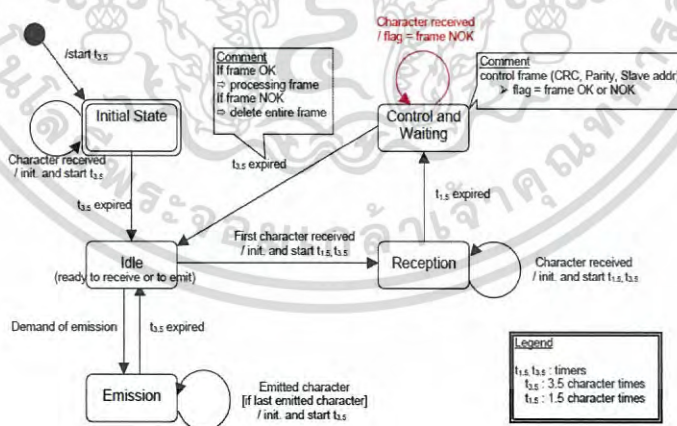 /start t3.5
Initial State
Character received
/ init. and start t3.5
t3.5 expired
Comment
If frame OK
⇨ processing frame
If frame NOK
⇨ delete entire frame
t3.5 expired
Character received
/ flag = frame NOK
Control and
Waiting
Comment
control frame (CRC, Parity, Slave addr)
➢ flag = frame OK or NOK
t1.5 expired
Idle
(ready to receive or to emit)
First character received
/ init. and start t1.5, t3.5
Reception
Character received
/ init. and start t1.5, t3.5
Demand of emission
t3.5 expired
Emission
Emitted character
[if last emitted character]
/ init. and start t3.5
Legend
t1.5, t3.5 : timers
t3.5 : 3.5 character times
t1.5 : 1.5 character times